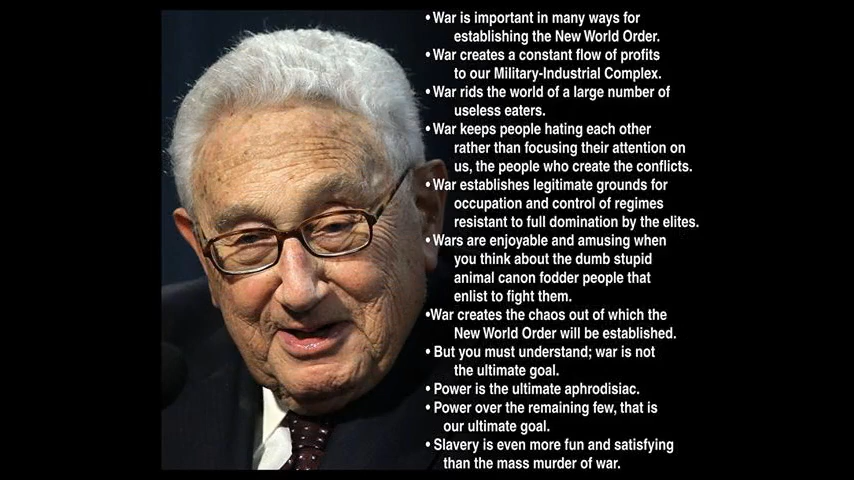 • War is important in many ways for
establishing the New World Order.
• War creates a constant flow of profits
to our Military-Industrial Complex.
• War rids the world of a large number of
useless eaters.
• War keeps people hating each other
rather than focusing their attention on
us, the people who create the conflicts.
• War establishes legitimate grounds for
occupation and control of regimes
resistant to full domination by the elites.
• Wars are enjoyable and amusing when
you think about the dumb stupid
animal canon fodder people that
enlist to fight them.
•War creates the chaos out of which the
New World Order will be established.
• But you must understand; war is not
the ultimate goal.
• Power is the ultimate aphrodisiac.
• Power over the remaining few, that is
our ultimate goal.
• Slavery is even more fun and satisfying
than the mass murder of war.